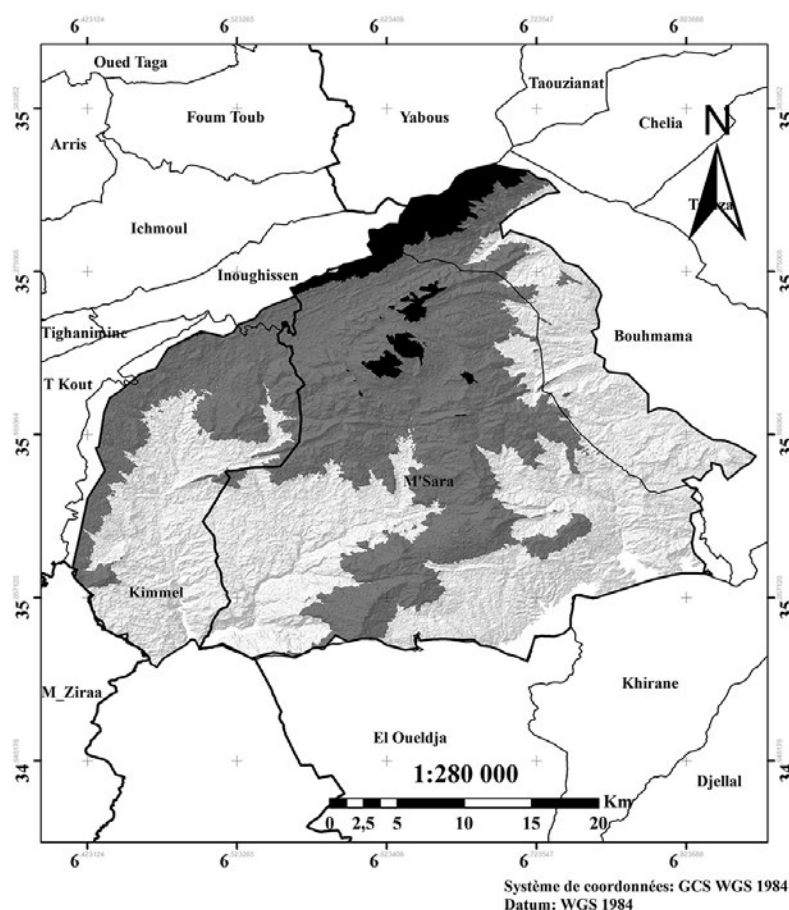 6 6 6 6 6
Oued Taga
Taouzianat
35 35
Foum Toub
Yabous
Chelia
N
Arris
Ichmoul
35 35
Inoughissen
Tighanimine
Bouhmama
T Kout
35 35
M'Sara
Kimmel
35 35
M_Ziraa
Khirane
El Oueldja
34 34
1:280 000
Djellal
Km
0 2,5 5 10 15 20
6 6 6 6 6
Système de coordonnées: GCS WGS 1984
Datum: WGS 1984